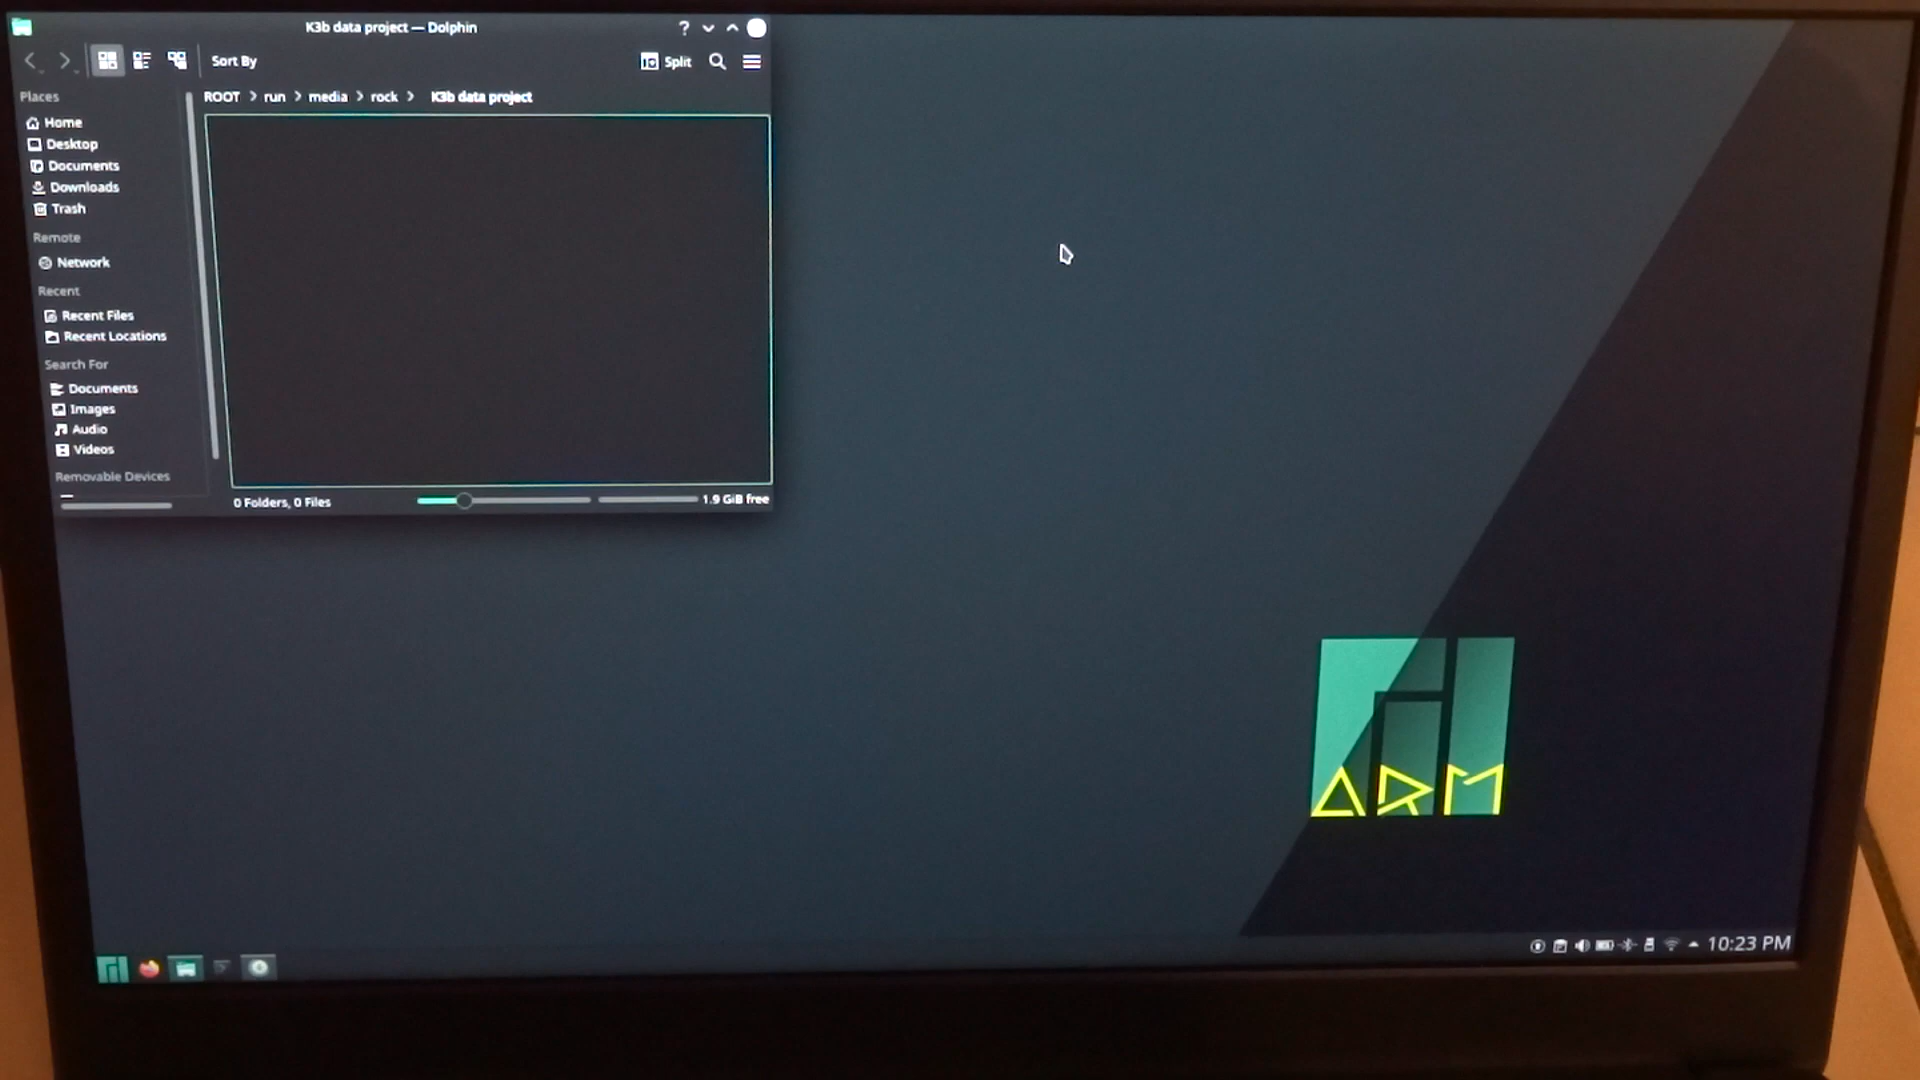 K3b data project — Dolphin
?
Sort By
Split
Places
ROOT > run > media > rock > K3b data project
Home
Desktop
Documents
Downloads
Trash
Remote
Network
Recent
Recent Files
Recent Locations
Search For
Documents
Images
Audio
Videos
Removable Devices
0 Folders, 0 Files
1.9 GiB free
ARM
10:23 PM